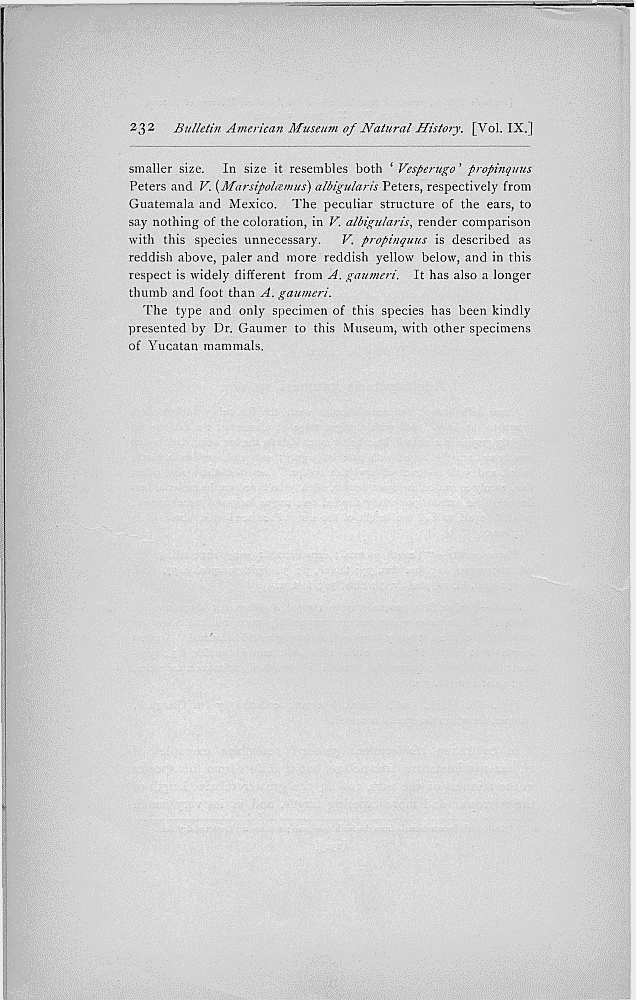 232 Bulletin American Museum of Natural History. [Vol. IX.]
smaller size. In size it resembles both ‘Vesperugo’ propinquus
Peters and V. (Marsipolæmus) albigularis Peters, respectively from
Guatemala and Mexico. The peculiar structure of the ears, to
say nothing of the coloration, in V. albigularis, render comparison
with this species unnecessary. V. propinquus is described as
reddish above, paler and more reddish yellow below, and in this
respect is widely different from A. gaumeri. It has also a longer
thumb and foot than A. gaumeri.
The type and only specimen of this species has been kindly
presented by Dr. Gaumer to this Museum, with other specimens
of Yucatan mammals.